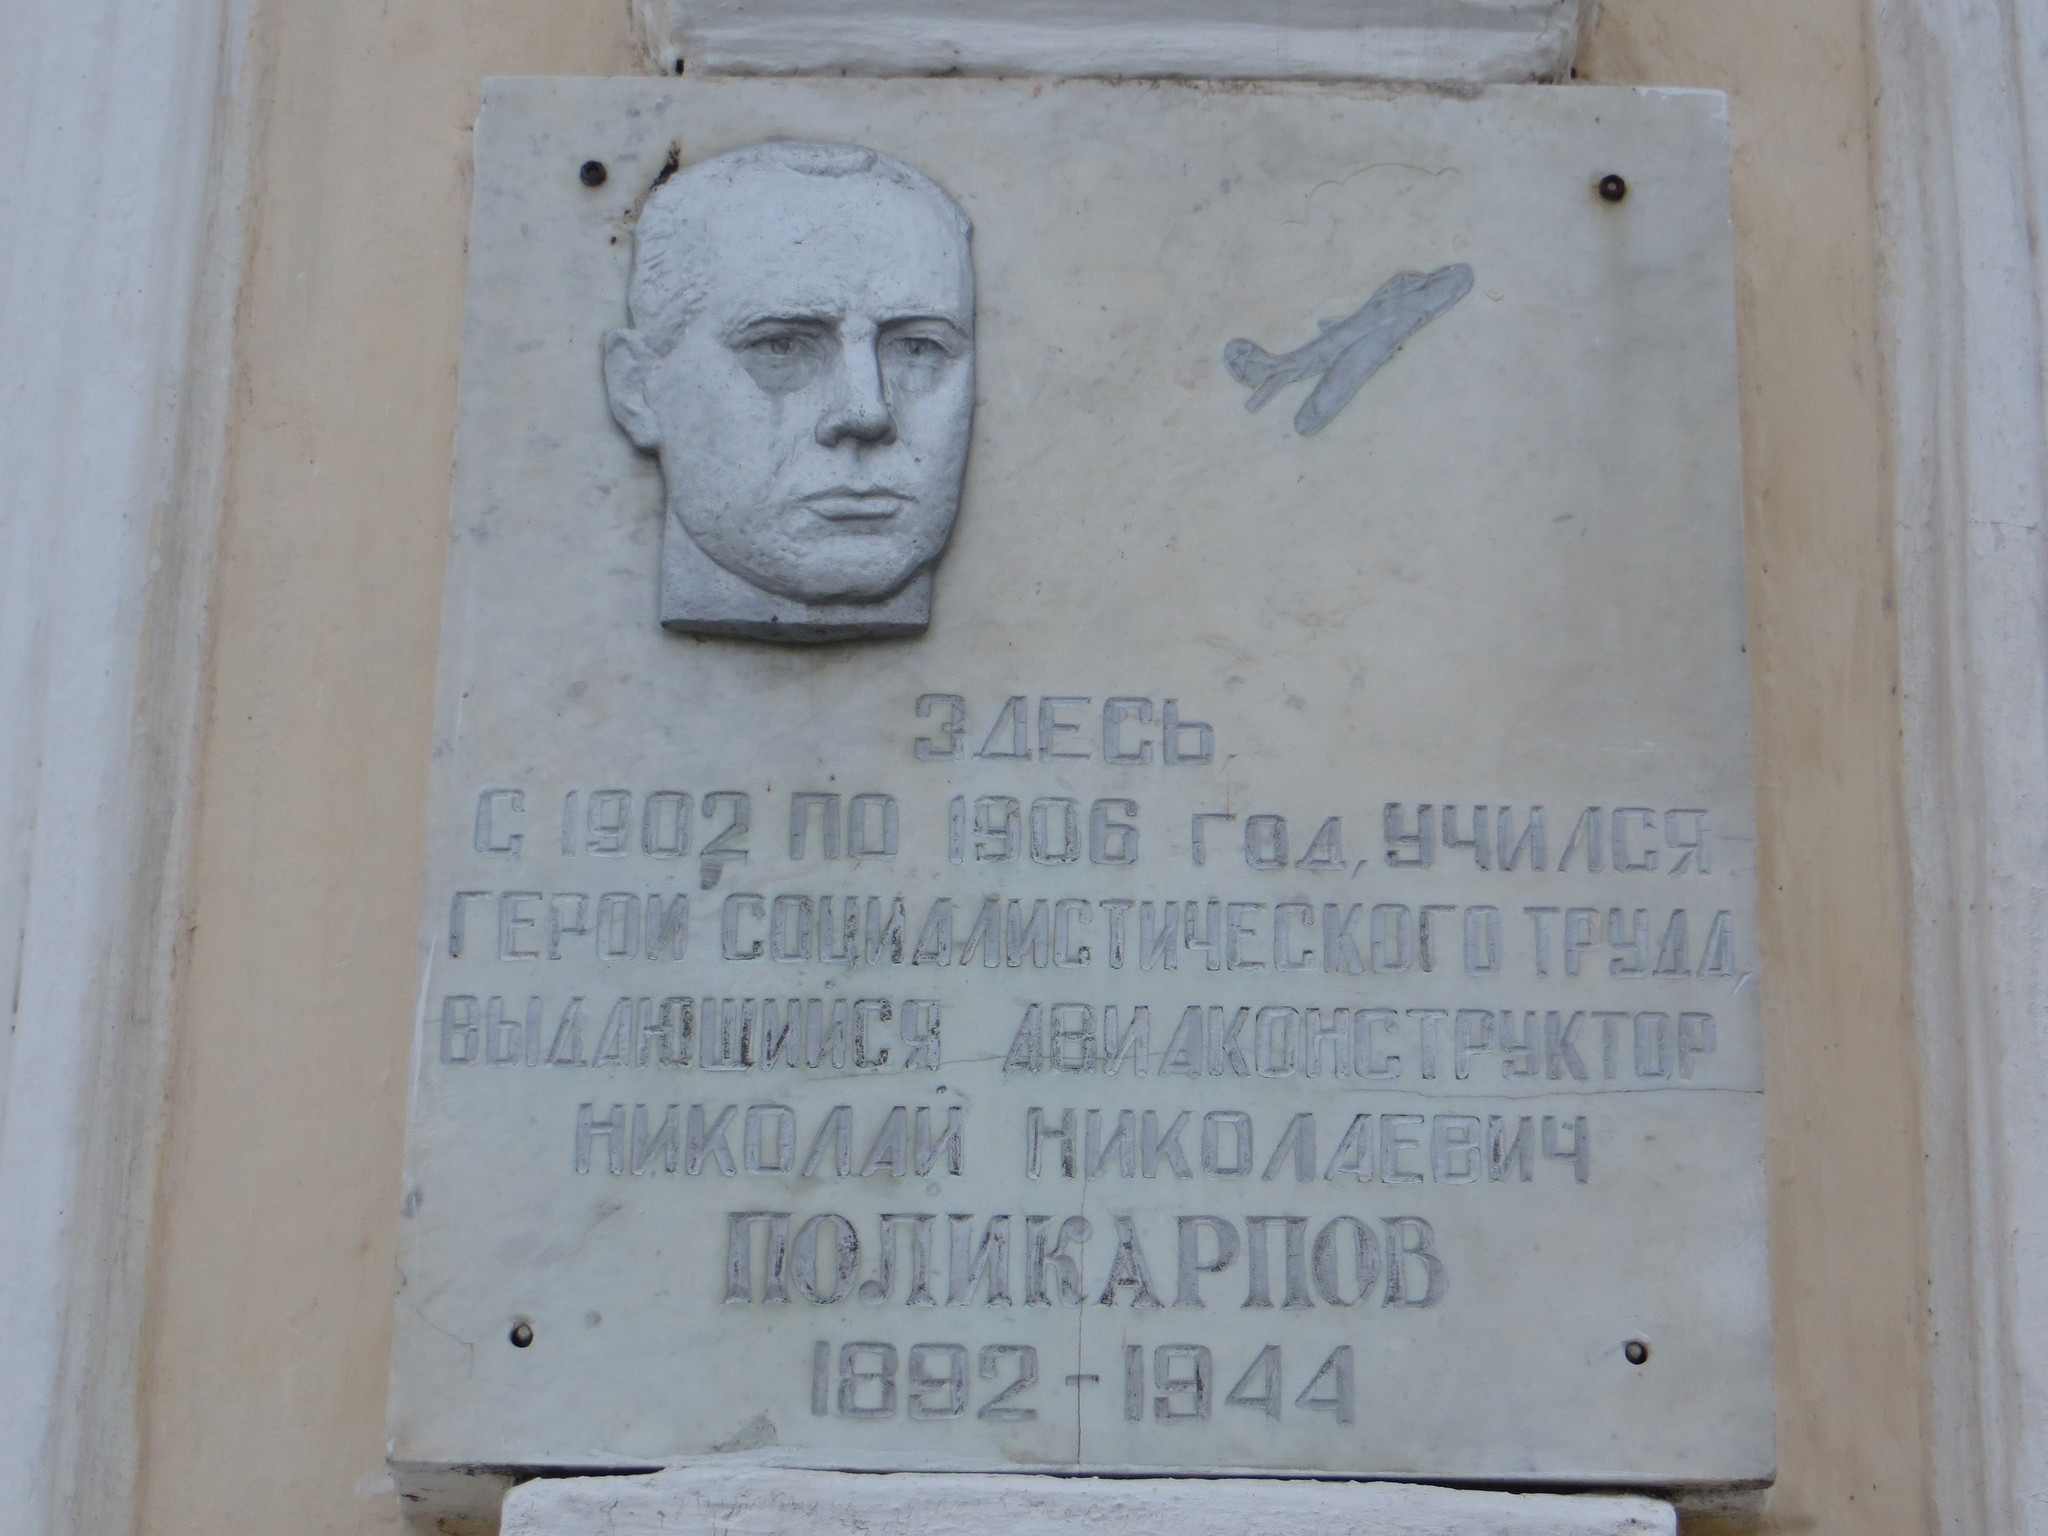 ЗДЕСЬ
С 1902 ПО 1906 ГОД, УЧИЛСЯ
ГЕРОЙ СОЦИАЛИСТИЧЕСКОГО ТРУДА,
ВЫДАЮЩИЙСЯ АВИАКОНСТРУКТОР
НИКОЛАЙ НИКОЛАЕВИЧ
ПОЛИКАРПОВ
1892 - 1944